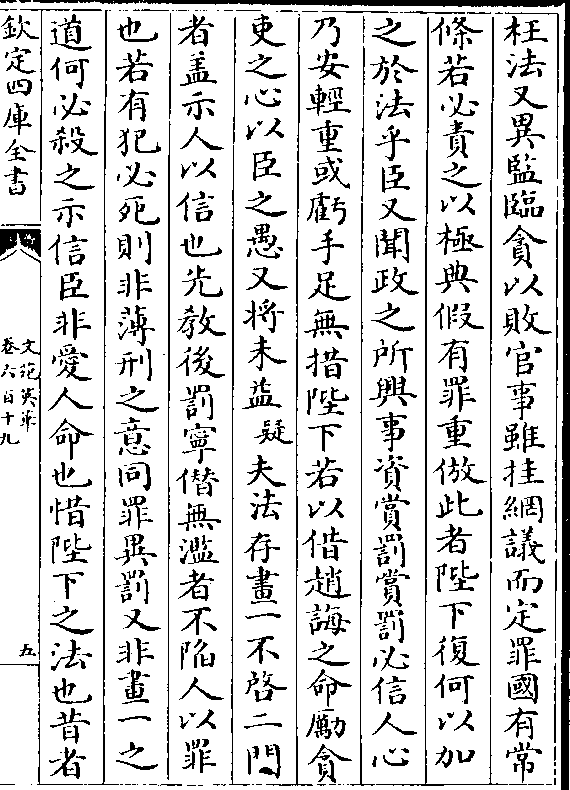 枉法又異監臨貪以敗官事雖挂網議而定罪國有常
條若必責之以極典假有罪重倣此者陛下復何以加
之於法乎臣又聞政之所興事資賞罰賞罰必信人心
乃安輕重或虧手足無措陛下若以借趙誨之命勵貪
吏之心以臣之愚又將未益疑夫法存畫一不啓二門
者盖示人以信也先教後罰寧僭無濫者不陷人以罪
也若有犯必死則非薄刑之意同罪異罰又非畫一之
道何必殺之示信臣非愛人命也惜陛下之法也昔者
欽定四庫全書
文苑英華
卷六百十九
五